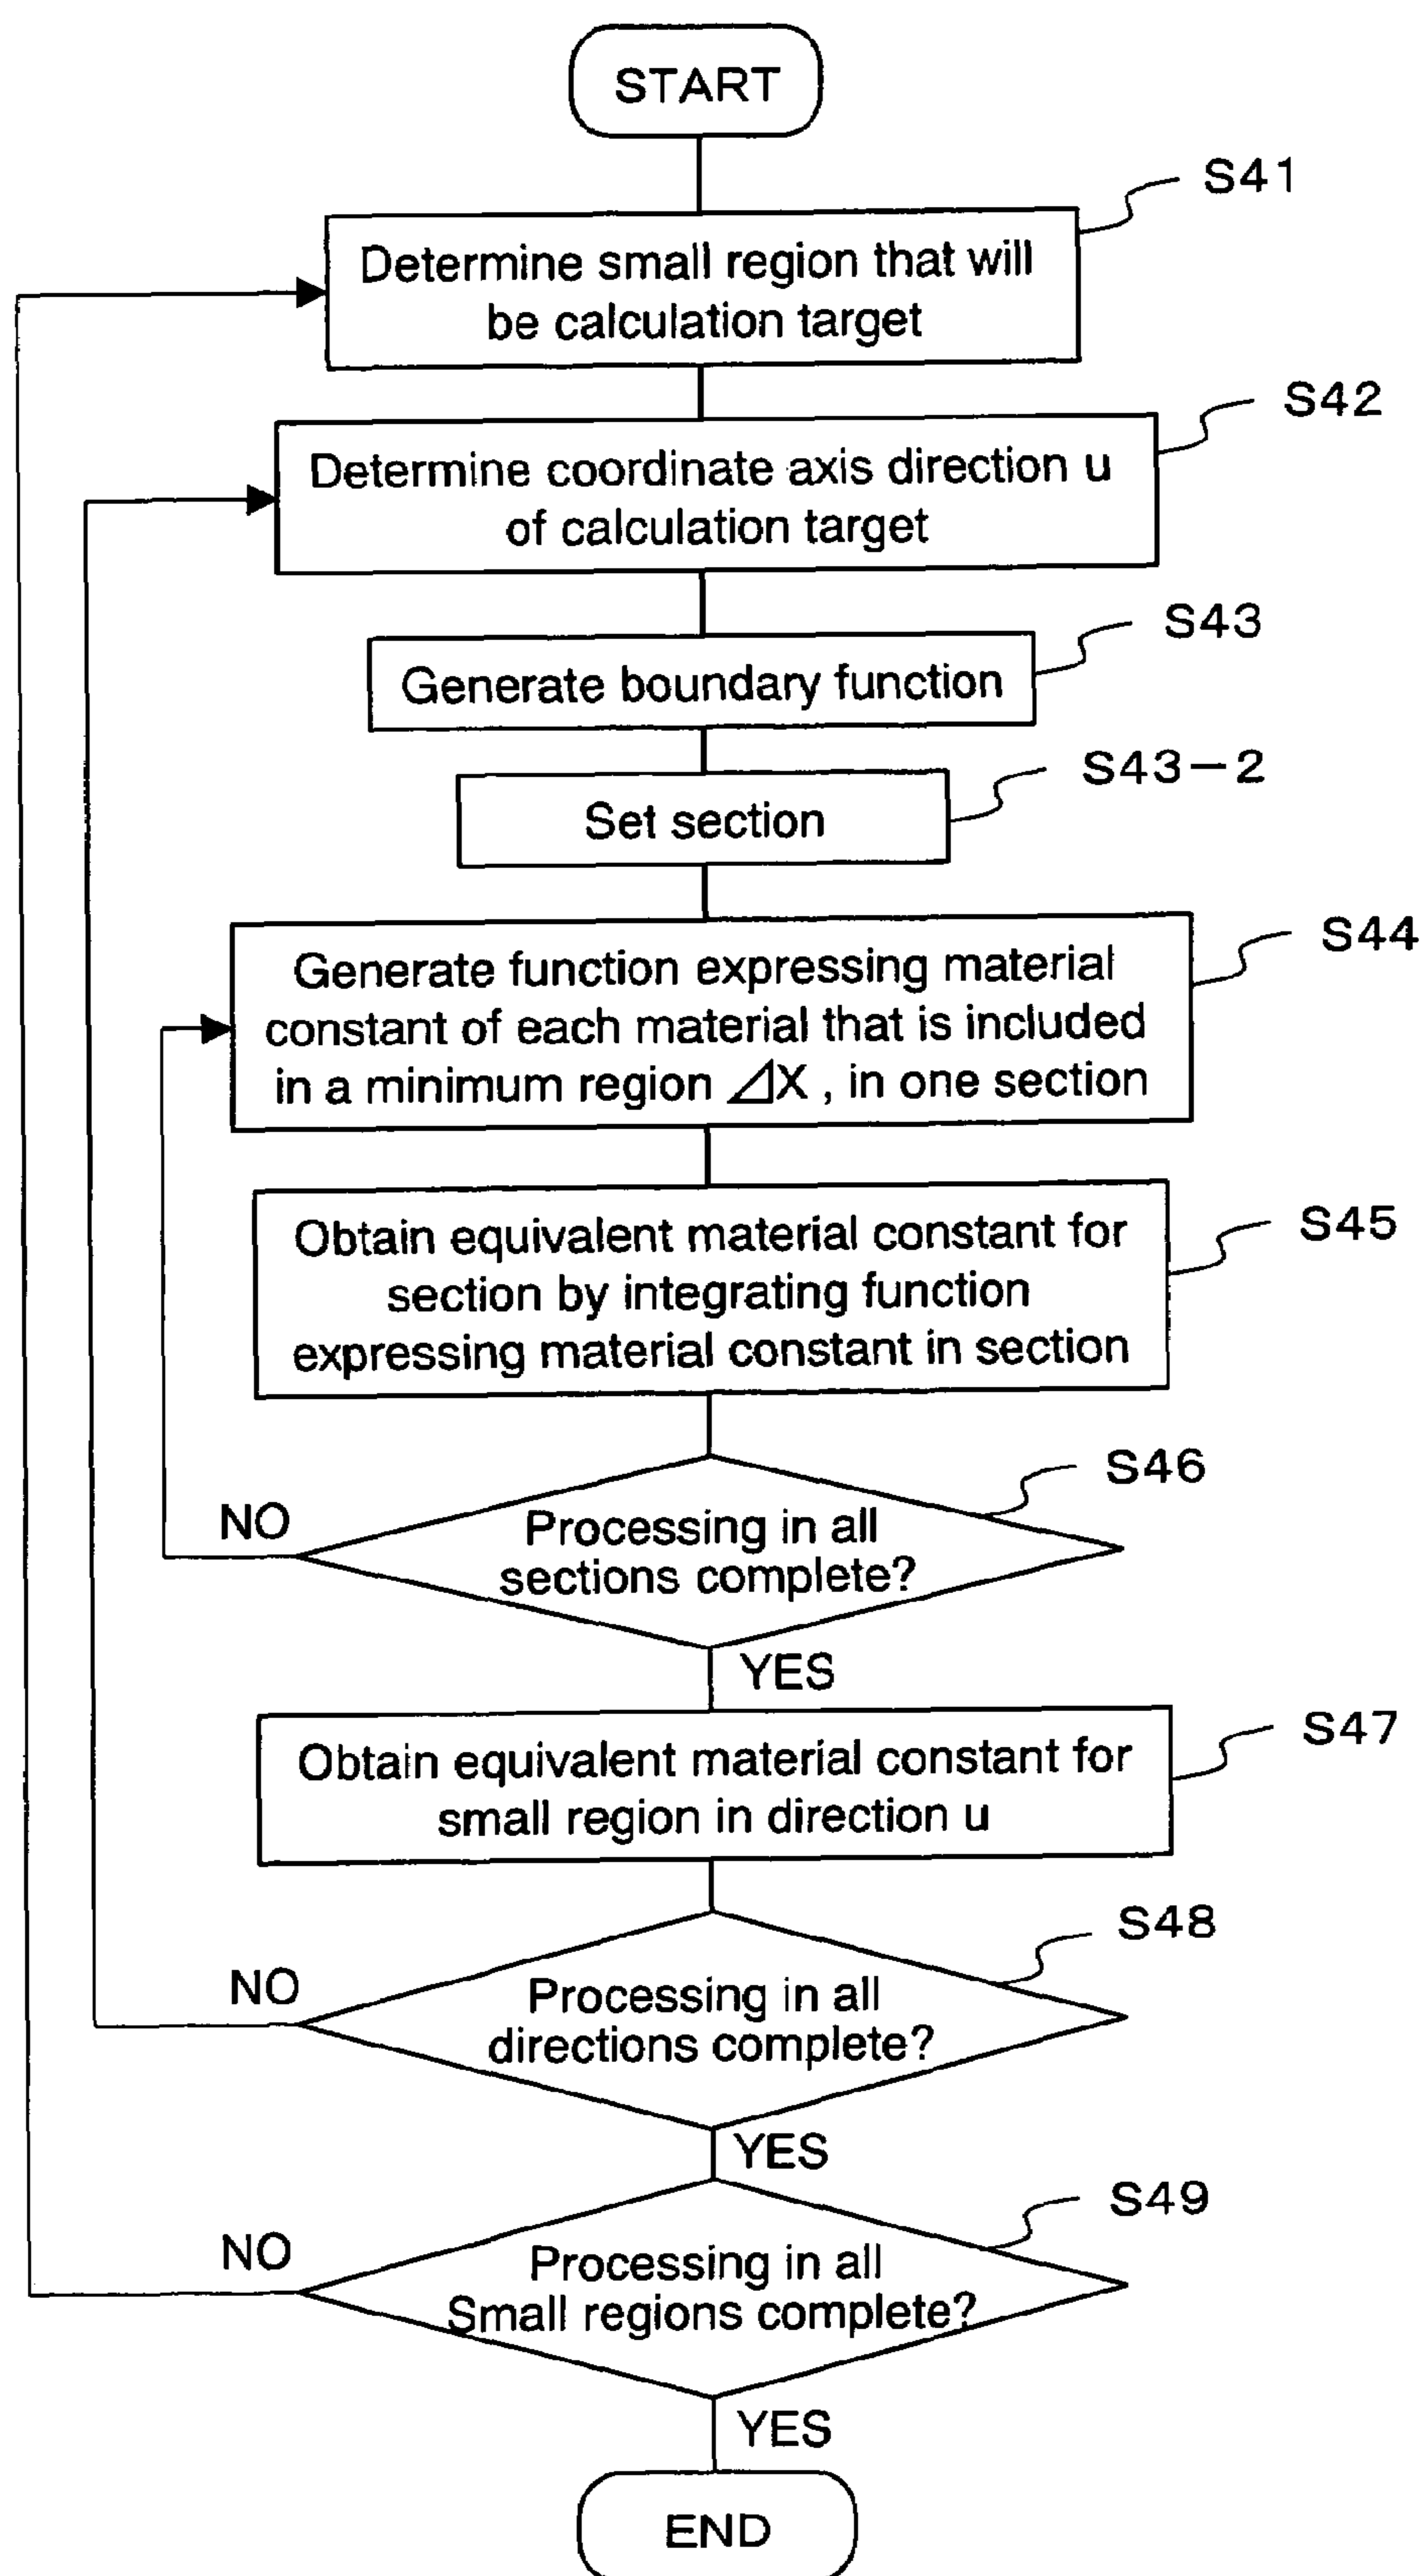 START
S41
Determine small region that will
be calculation target
S42
Determine coordinate axis direction u
of calculation target
S43
Generate boundary function
S43-2
Set section
S44
Generate function expressing material
constant of each material that is included
in a minimum region ⊿X , in one section
S45
Obtain equivalent material constant for
section by integrating function
expressing material constant in section
S46
NO
Processing in all
sections complete?
YES
S47
Obtain equivalent material constant for
small region in direction u
S48
NO
Processing in all
directions complete?
YES
S49
NO
Processing in all
Small regions complete?
YES
END